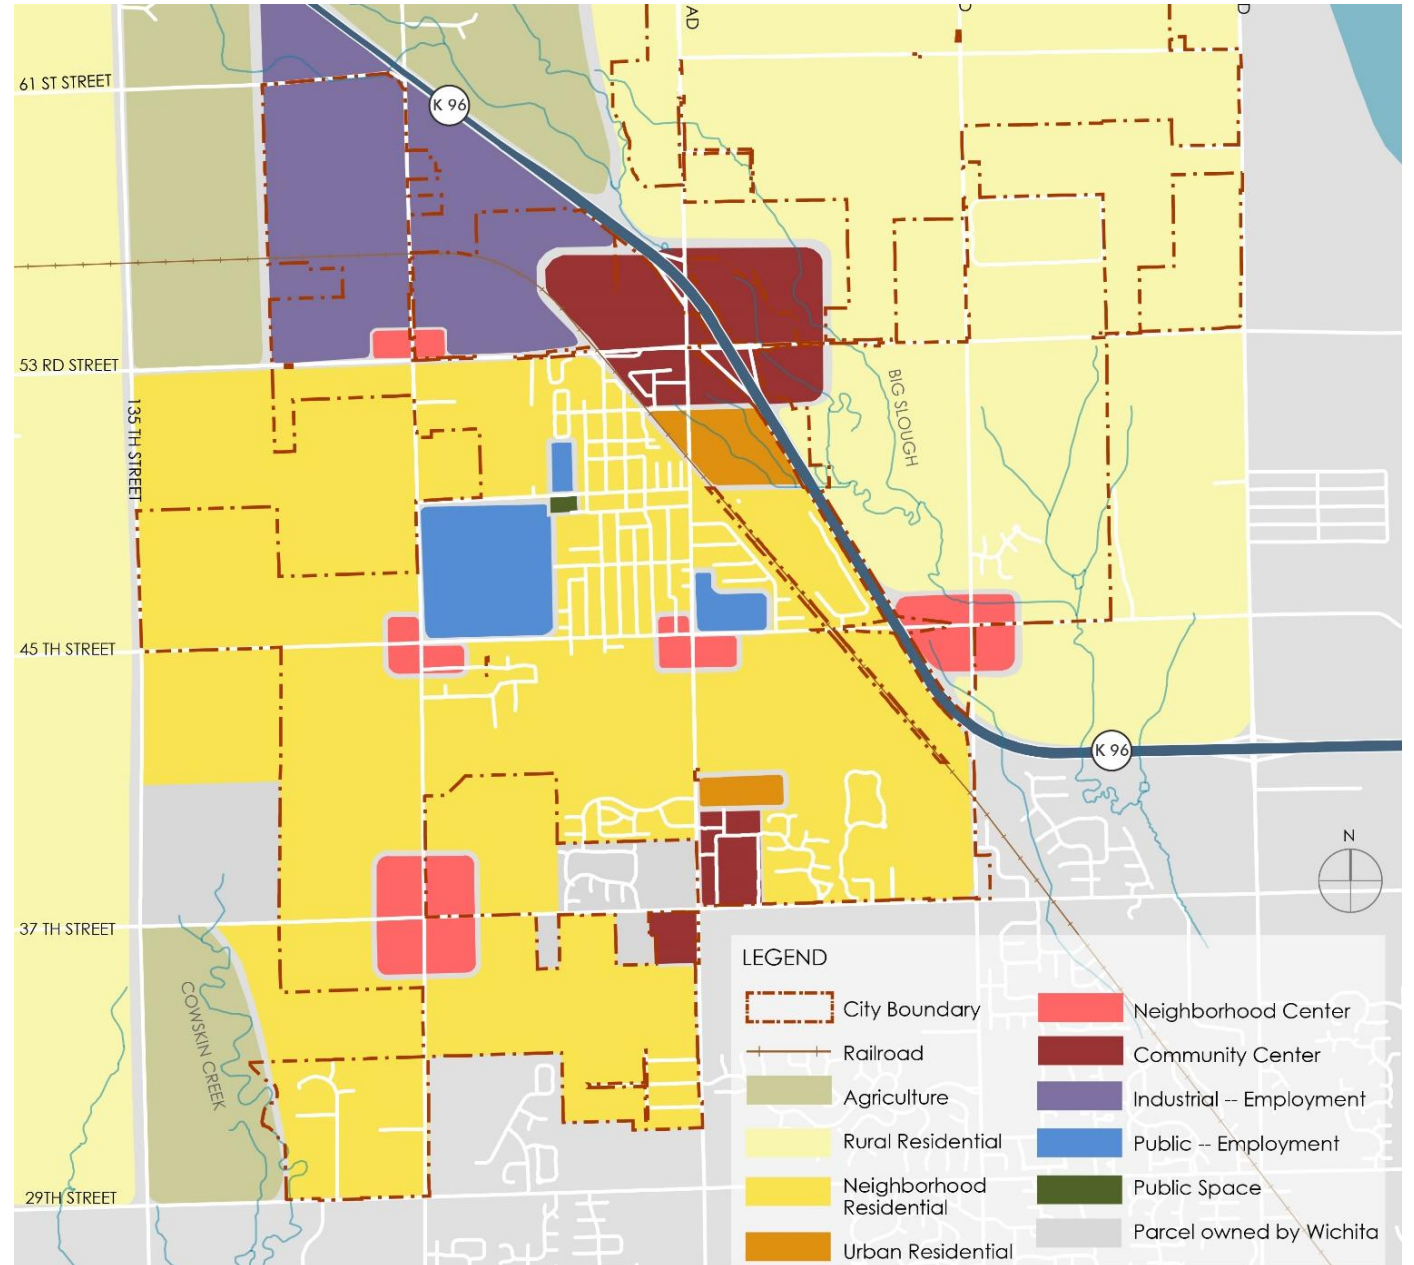 AD
D
61 ST STREET
K 96
53 RD STREET
135 TH STREET
BIG SLOUGH
45 TH STREET
K 96
N
37 TH STREET
COWSKIN CREEK
29TH STREET
LEGEND
City Boundary
Railroad
Agriculture
Rural Residential
Neighborhood
Residential
Urban Residential
Neighborhood Center
Community Center
Industrial -- Employment
Public -- Employment
Public Space
Parcel owned by Wichita